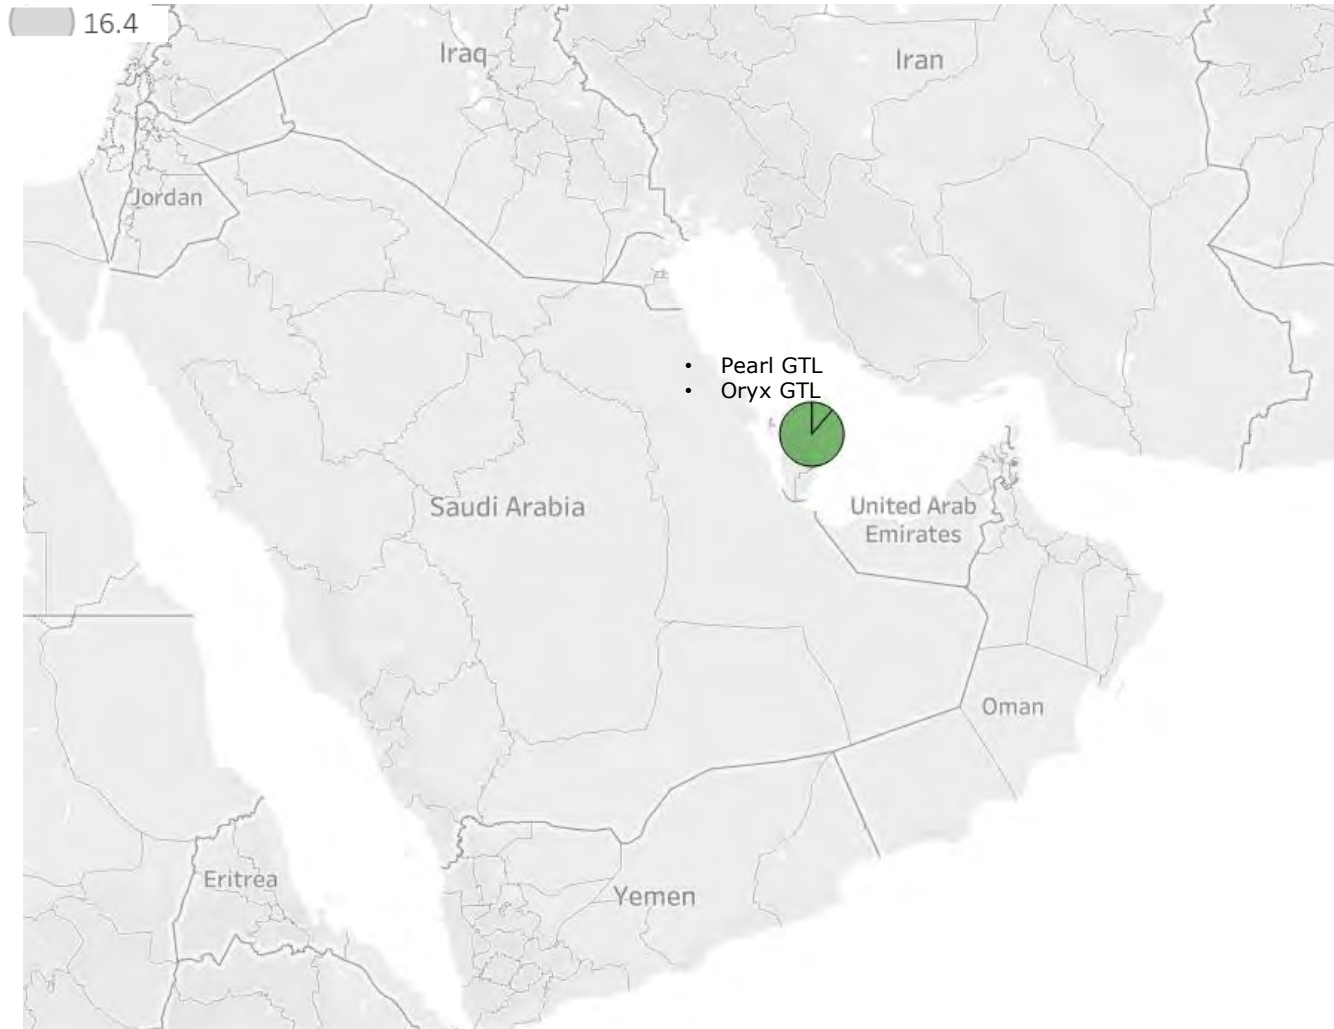 16.4
Iraq
Iran
Jordan
• Pearl GTL
• Oryx GTL
Saudi Arabia
United Arab
Emirates
Oman
Eritrea
Yemen